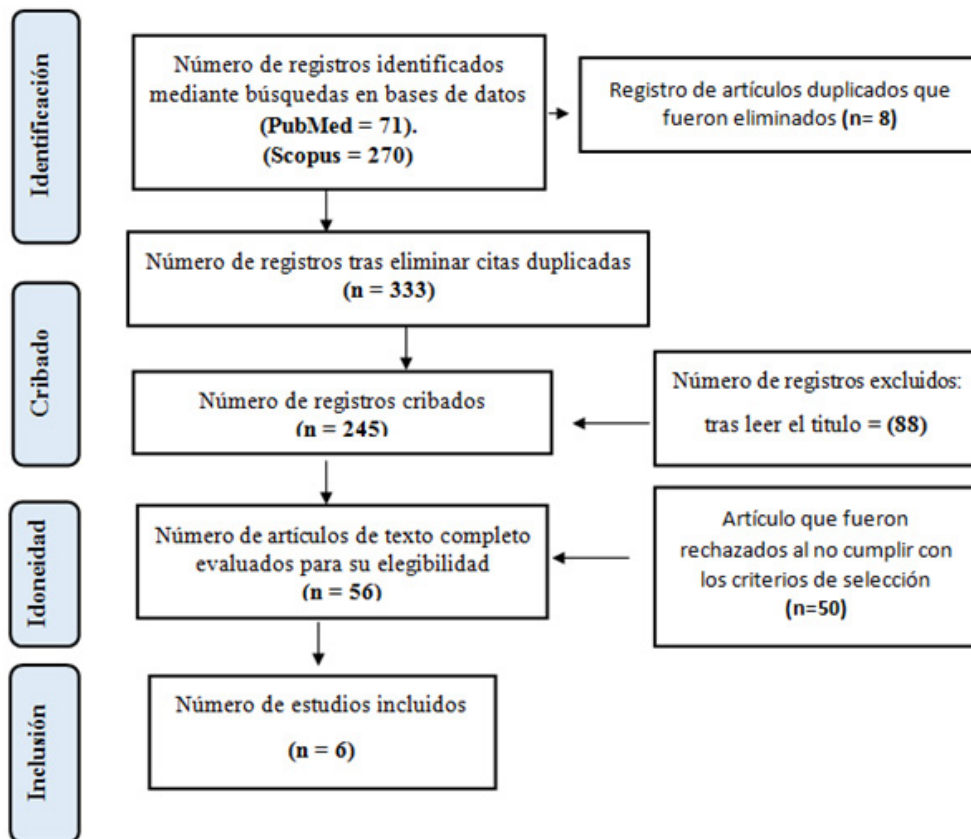 Identificación
Número de registros identificados
mediante búsquedas en bases de datos
(PubMed = 71).
(Scopus = 270)
Registro de artículos duplicados que
fueron eliminados (n= 8)
Número de registros tras eliminar citas duplicadas
(n = 333)
Cribado
Número de registros cribados
(n = 245)
Número de registros excluidos:
tras leer el titulo = (88)
Idoneidad
Número de artículos de texto completo
evaluados para su elegibilidad
(n = 56)
Artículo que fueron
rechazados al no cumplir con
los criterios de selección
(n=50)
Inclusión
Número de estudios incluidos
(n = 6)